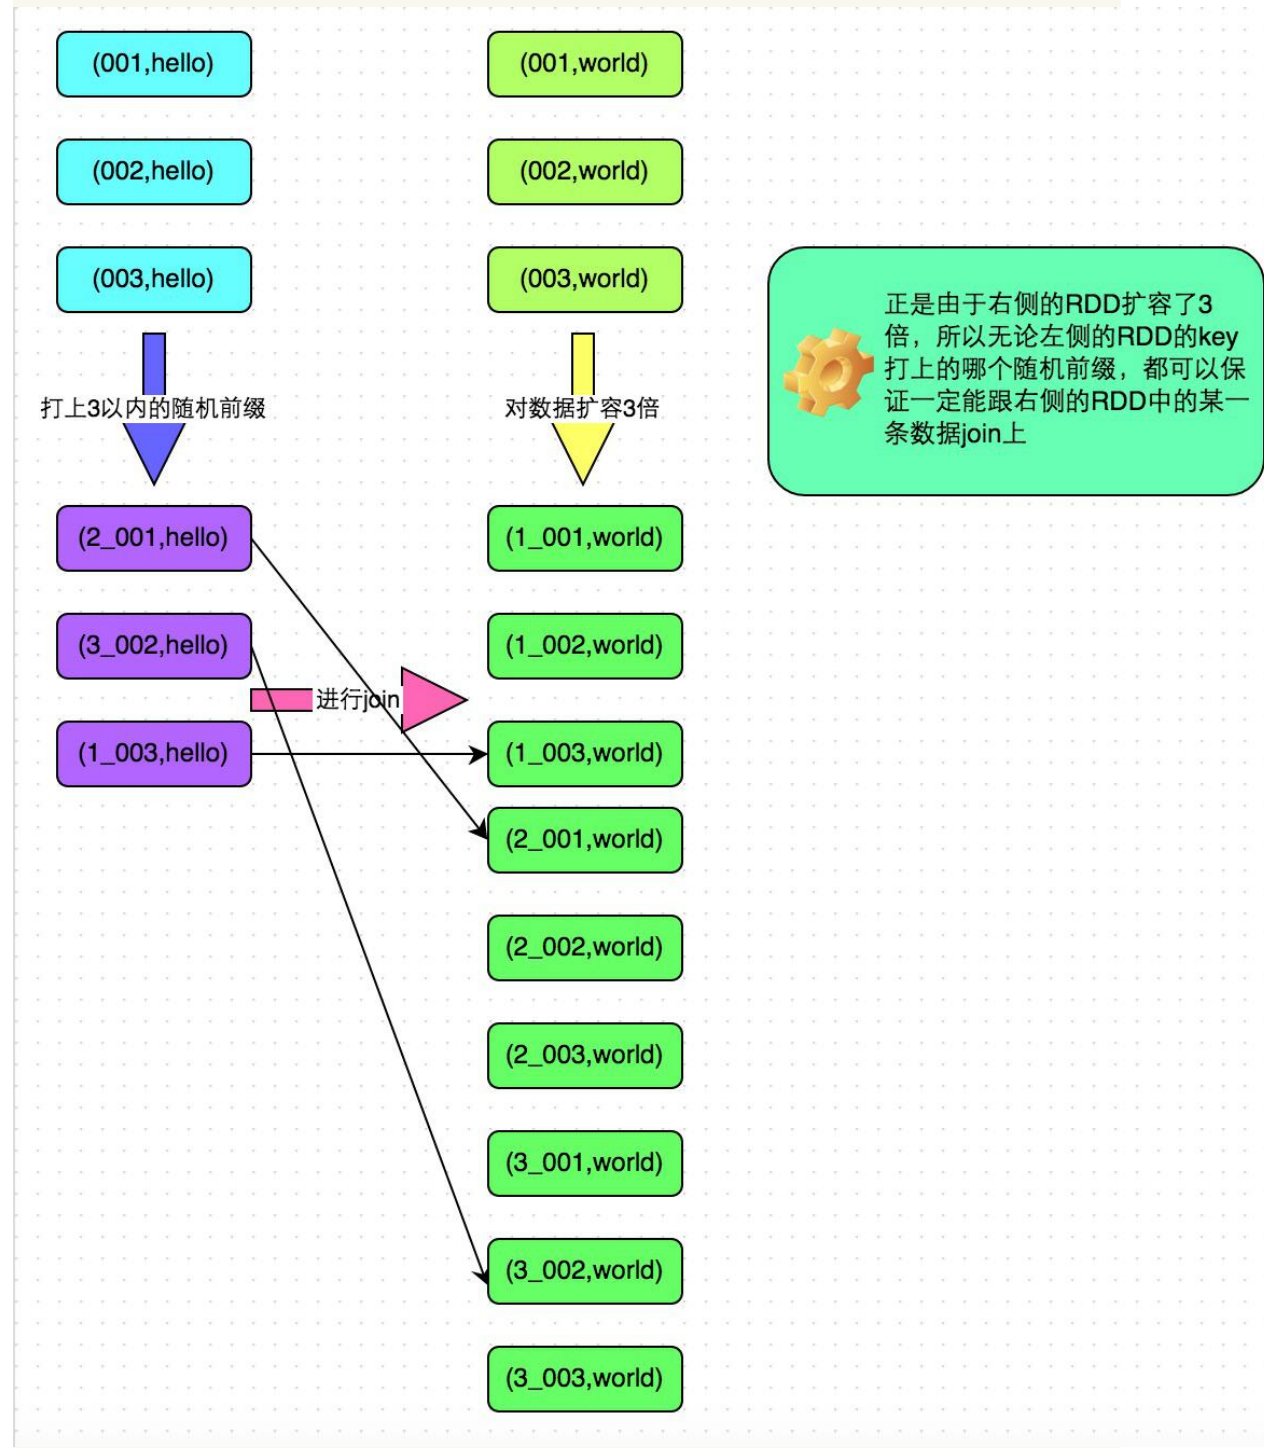 (001,hello)
(001,world)
(002,hello)
(002,world)
(003,hello)
(003,world)
正是由于右侧的RDD扩容了3
倍，所以无论左侧的RDD的key
打上的哪个随机前缀，都可以保
证一定能跟右侧的RDD中的某一
条数据join上
打上3以内的随机前缀
对数据扩容3倍
(2_001,hello)
(1_001,world)
(3_002,hello)
(1_002,world)
进行join
(1_003,hello)
(1_003,world)
(2_001,world)
(2_002,world)
(2_003,world)
(3_001,world)
(3_002,world)
(3_003,world)